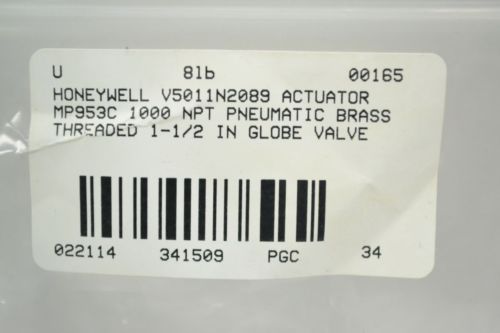 U 8lb 00165
HONEYWELL V5011N2089 ACTUATOR
MP953C 1000 NPT PNEUMATIC BRASS
THREADED 1-1/2 IN GLOBE VALVE
022114 341509 PGC 34